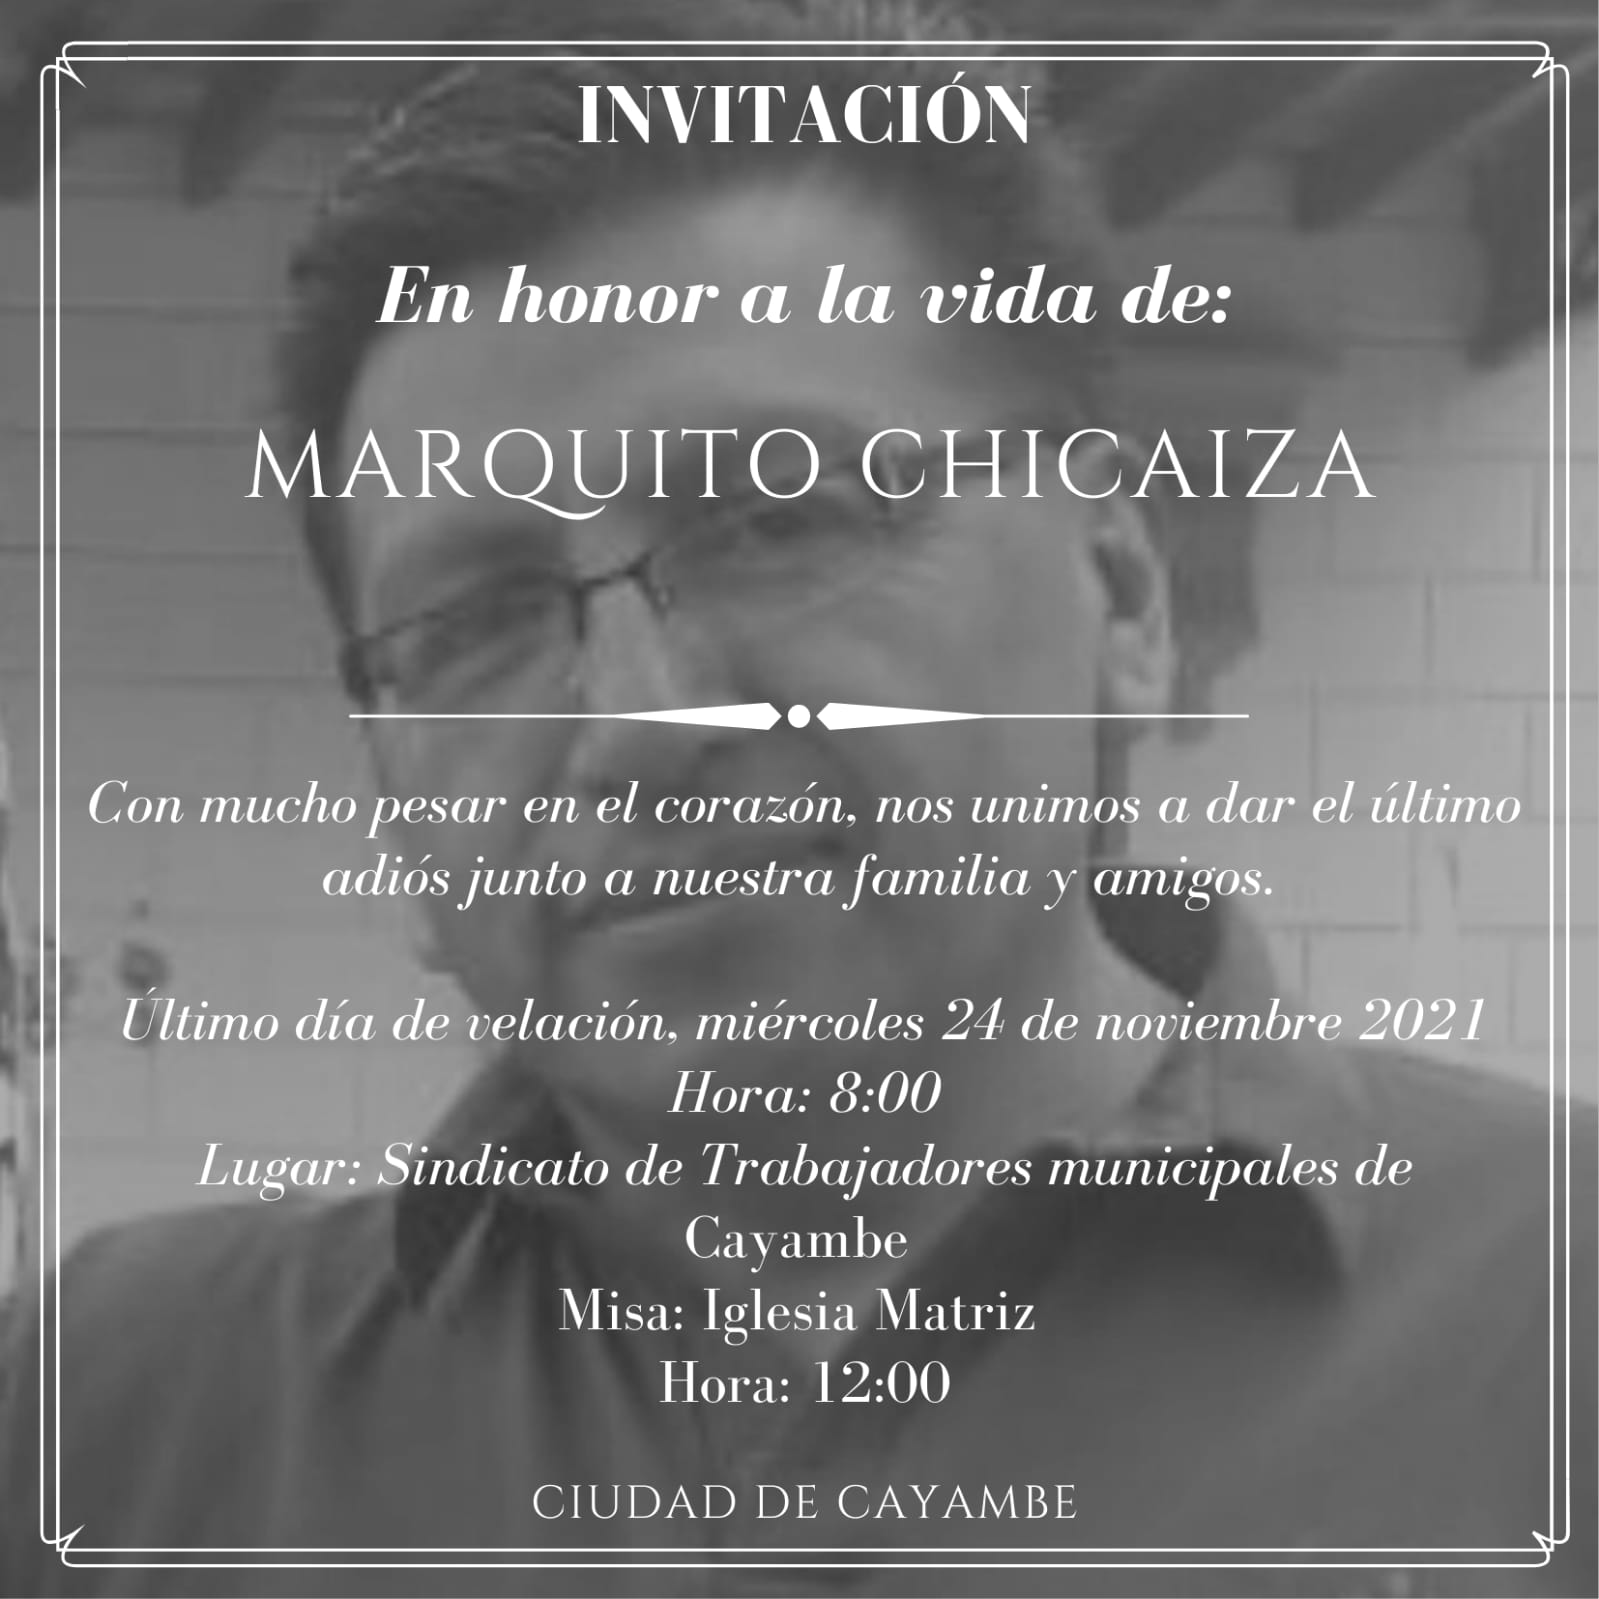 INVITACIÓN
En honor a la vida de:
MARQUITO CHICAIZA
Con mucho pesar en el corazón, nos unimos a dar el último
adiós junto a nuestra familia y amigos.
Último día de velación, miércoles 24 de noviembre 2021
Hora: 8:00
Lugar: Sindicato de Trabajadores municipales de
Cayambe
Misa: Iglesia Matriz
Hora: 12:00
CIUDAD DE CAYAMBE